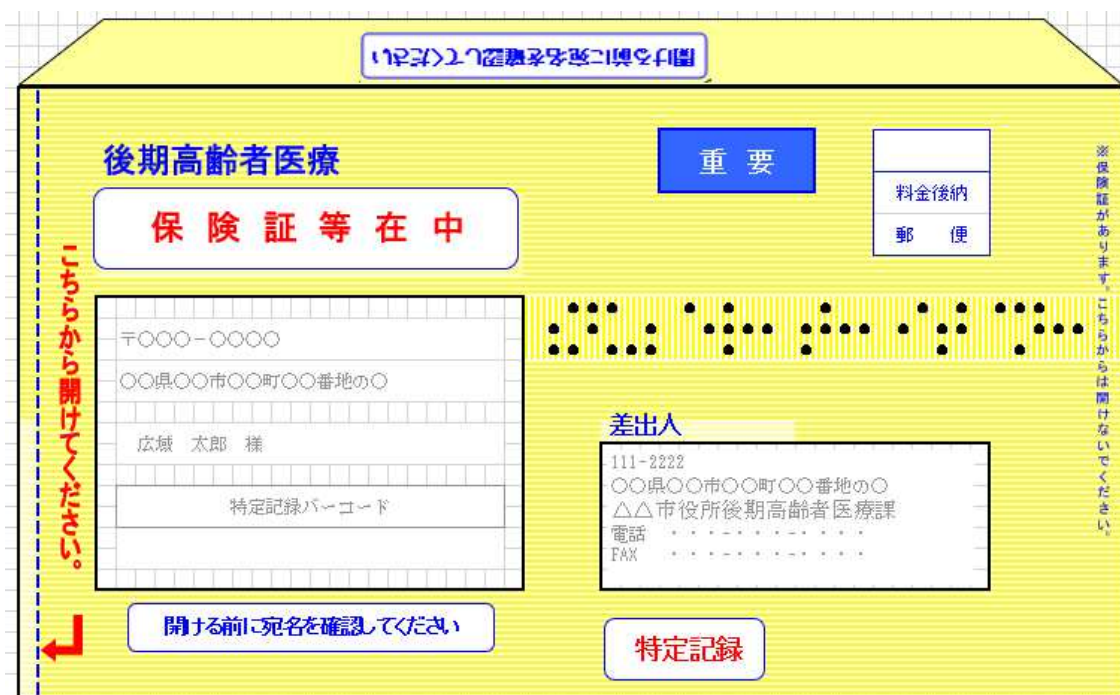 開ける前に宛名を確認してください
後期高齢者医療
重要
料金後納
郵 便
保険証等在中
※保険証があります。こちらからは開けないでください。
こちらから開けてください。
〒○○○-○○○○
○○県○○市○○町○○番地の○
広域 太郎 様
特定記録バーコード
差出人
111-2222
○○県○○市○○町○○番地の○
△△市役所後期高齢者医療課
電話 ・・・-・・・-・・・・
FAX ・・・-・・・-・・・・
開ける前に宛名を確認してください
特定記録